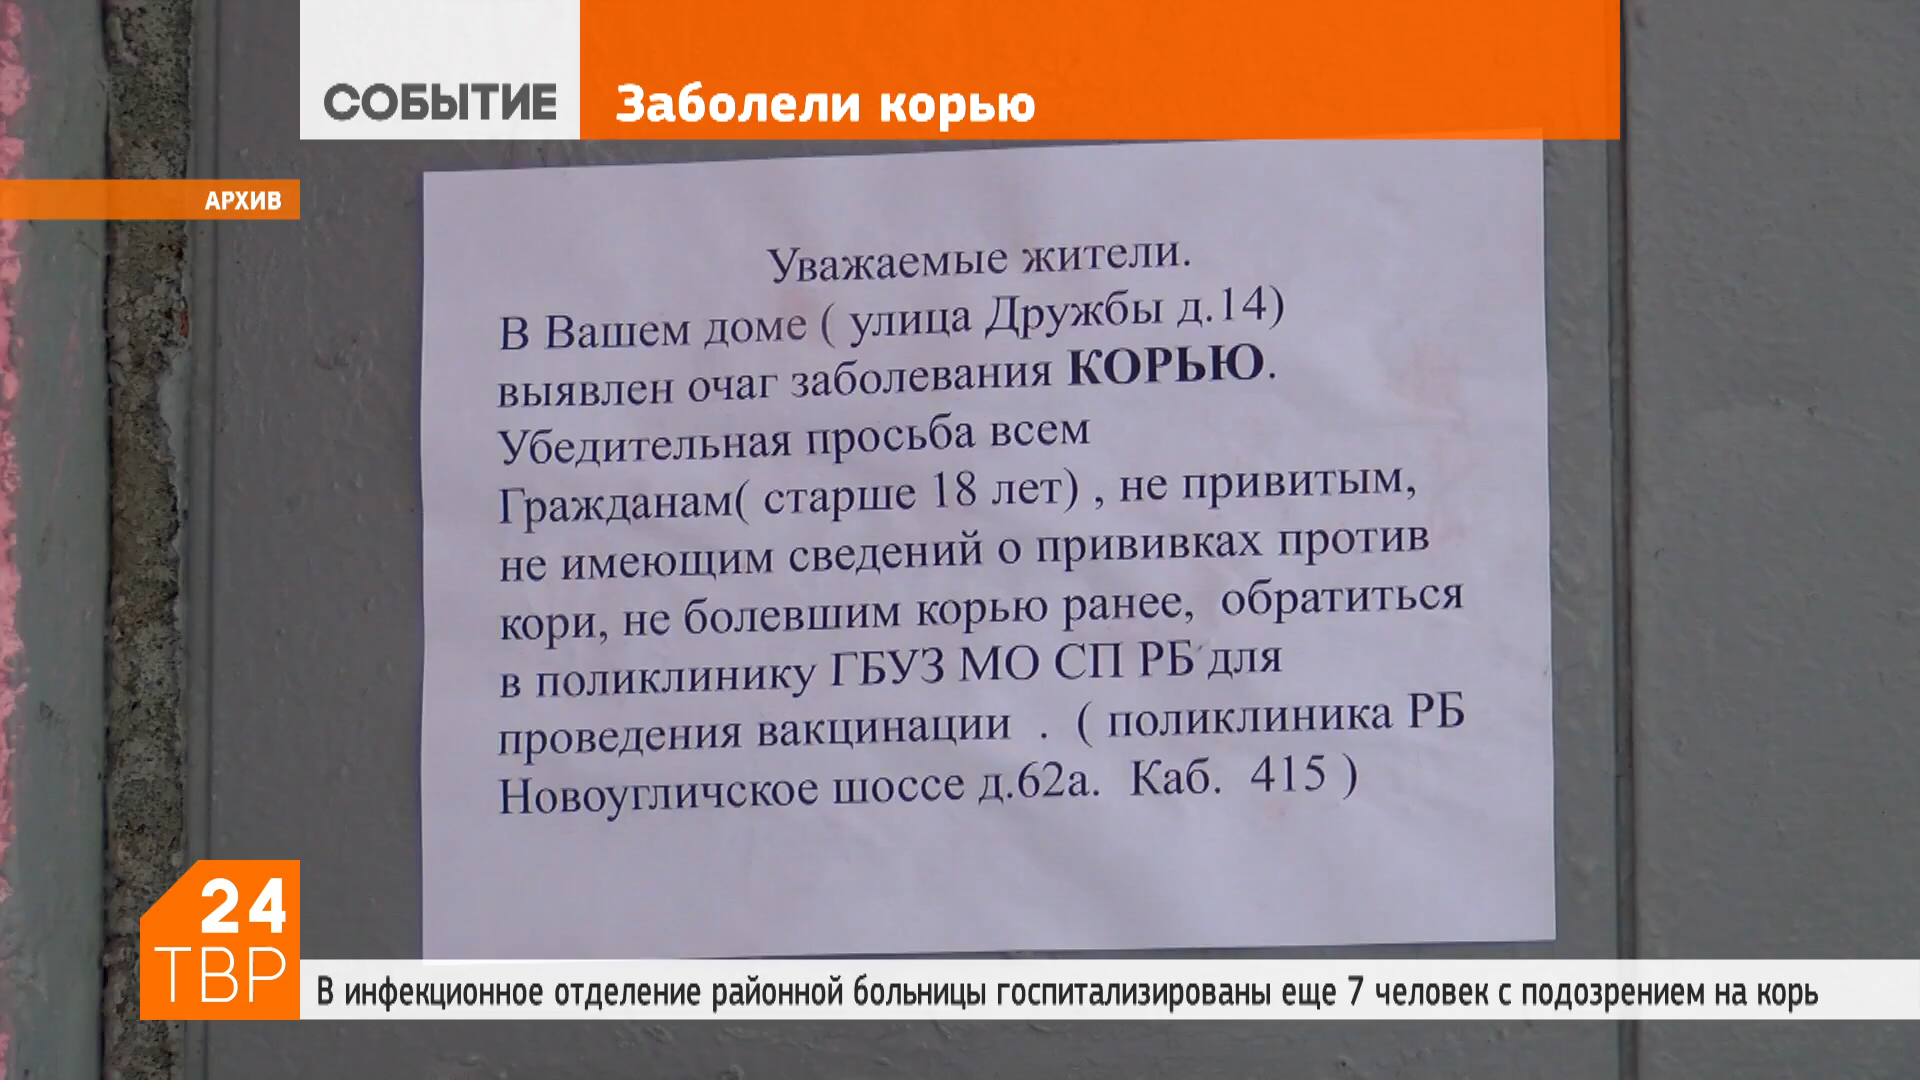 СОБЫТИЕ
Заболели корью
АРХИВ
Уважаемые жители.
В Вашем доме ( улица Дружбы д.14)
выявлен очаг заболевания КОРЬЮ.
Убедительная просьба всем
Гражданам( старше 18 лет) , не привитым,
не имеющим сведений о прививках против
кори, не болевшим корью ранее, обратиться
в поликлинику ГБУЗ МО СП РБ для
проведения вакцинации . ( поликлиника РБ
Новоугличское шоссе д.62а. Каб. 415 )
24
ТВР
В инфекционное отделение районной больницы госпитализированы еще 7 человек с подозрением на корь